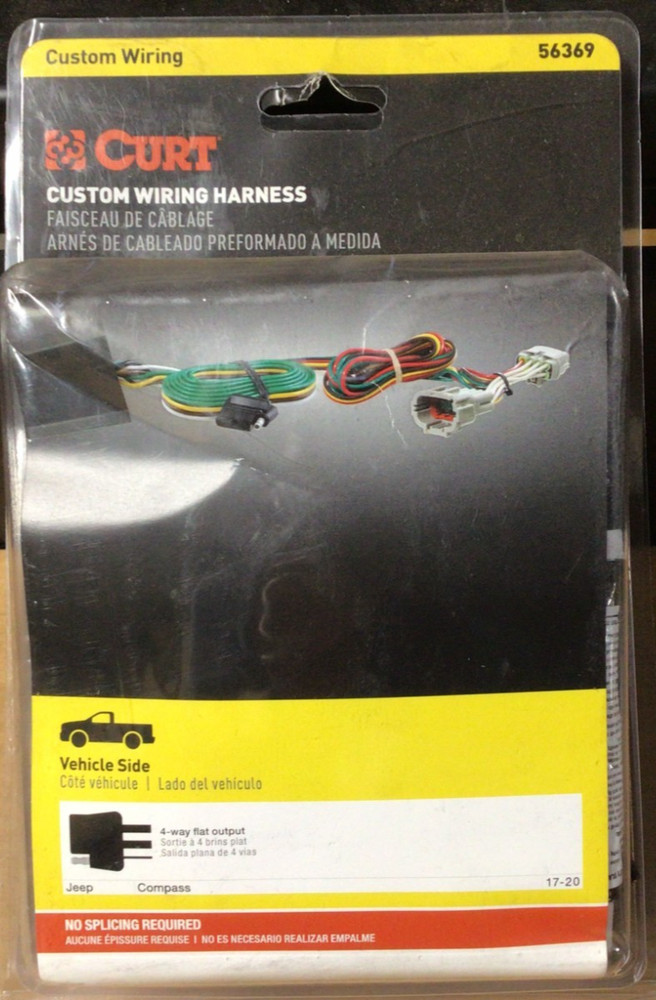 Custom Wiring 56369
CURT
CUSTOM WIRING HARNESS
FAISCEAU DE CÂBLAGE
ARNÉS DE CABLEADO PREFORMADO A MEDIDA
Vehicle Side
Côté véhicule | Lado del vehículo
4-way flat output
Sortie à 4 brins plat
Salida plana de 4 vias
Jeep Compass 17-20
NO SPLICING REQUIRED
AUCUNE ÉPISSURE REQUISE | NO ES NECESARIO REALIZAR EMPALME